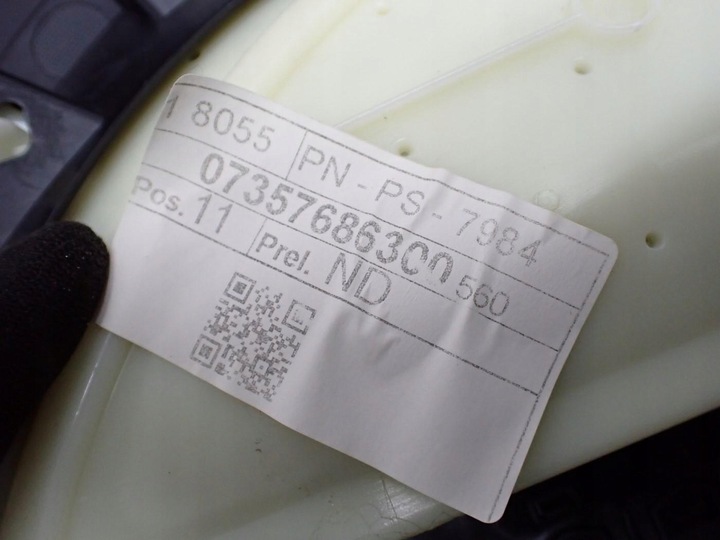 1 8055 PN - PS - 7984
07357686300 560
Pos. 11 Prel. ND